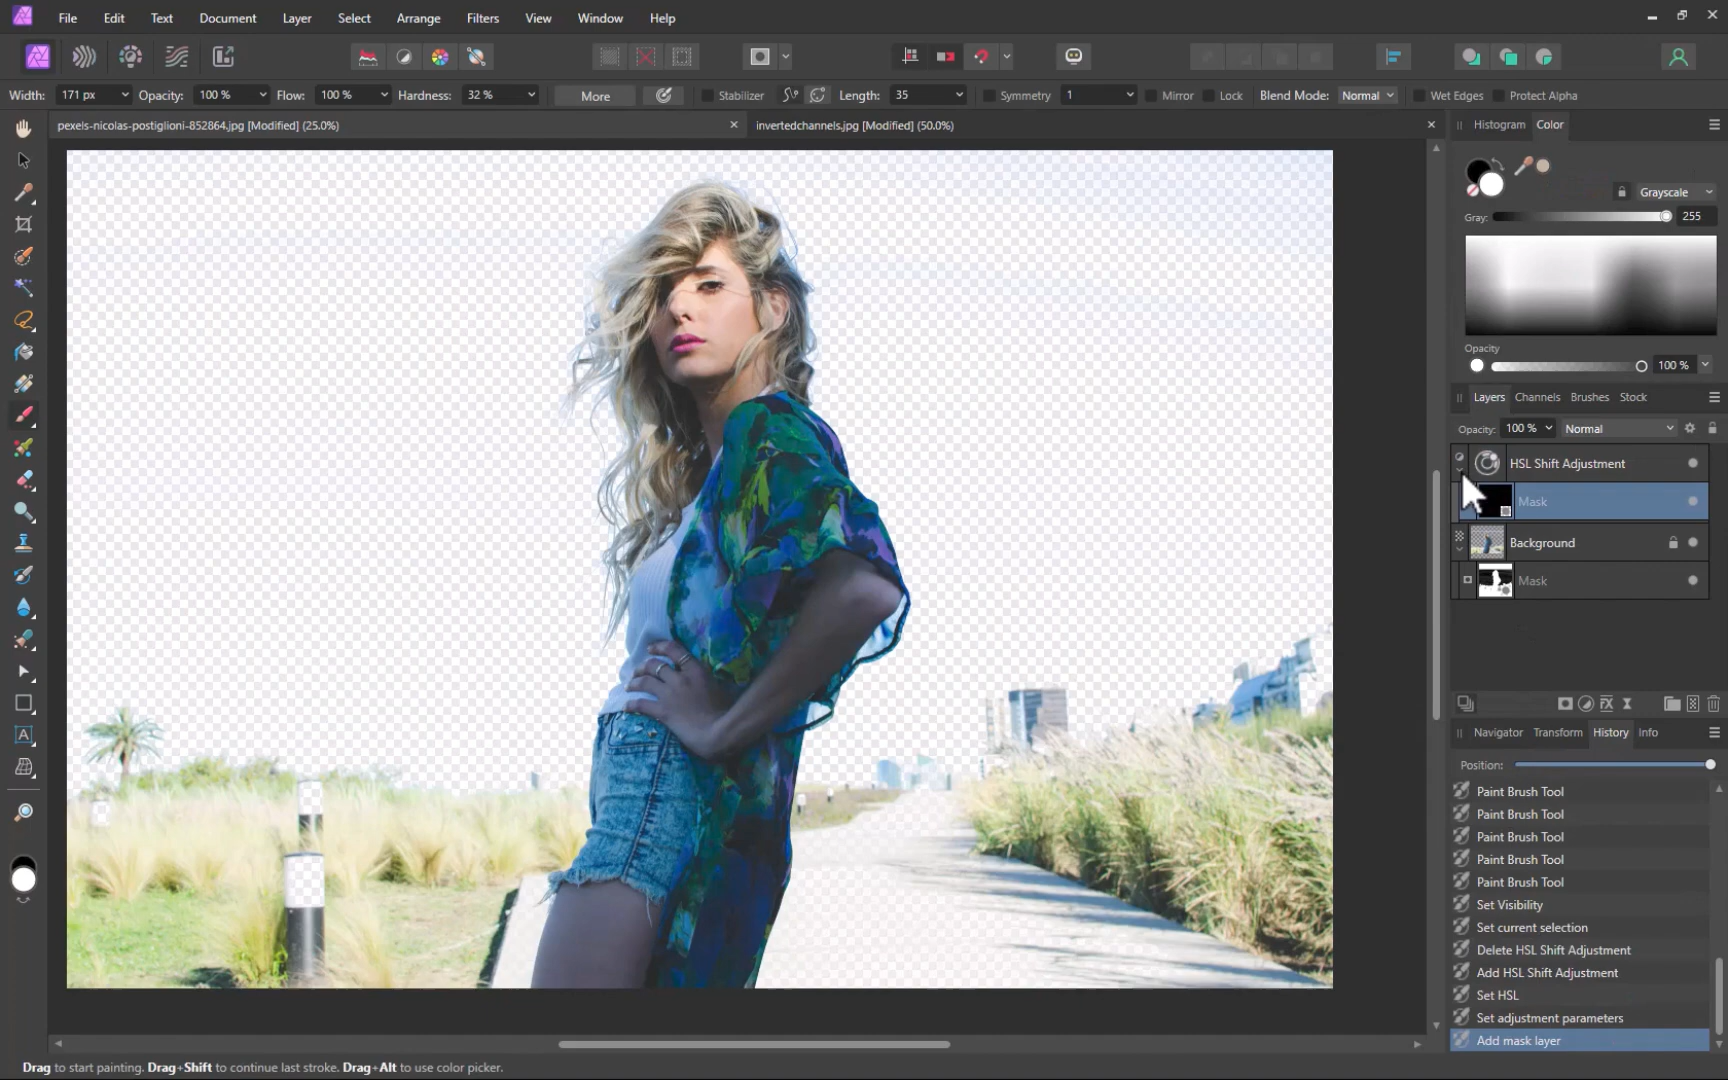 File Edit Text Document Layer Select Arrange Filters View Window Help
Width: 171 px Opacity: 100 % Flow: 100 % Hardness: 32 % More Stabilizer Length: 35 Symmetry 1 Mirror Lock Blend Mode: Normal Wet Edges Protect Alpha
pexels-nicolas-postiglioni-852864.jpg [Modified] (25.0%)
invertedchannels.jpg [Modified] (50.0%)
Histogram Color
Grayscale
Gray: 255
Opacity
100 %
Layers Channels Brushes Stock
Opacity: 100 % Normal
HSL Shift Adjustment
Mask
Background
Mask
Navigator Transform History Info
Position:
Paint Brush Tool
Paint Brush Tool
Paint Brush Tool
Paint Brush Tool
Paint Brush Tool
Set Visibility
Set current selection
Delete HSL Shift Adjustment
Add HSL Shift Adjustment
Set HSL
Set adjustment parameters
Add mask layer
Drag to start painting. Drag+Shift to continue last stroke. Drag+Alt to use color picker.